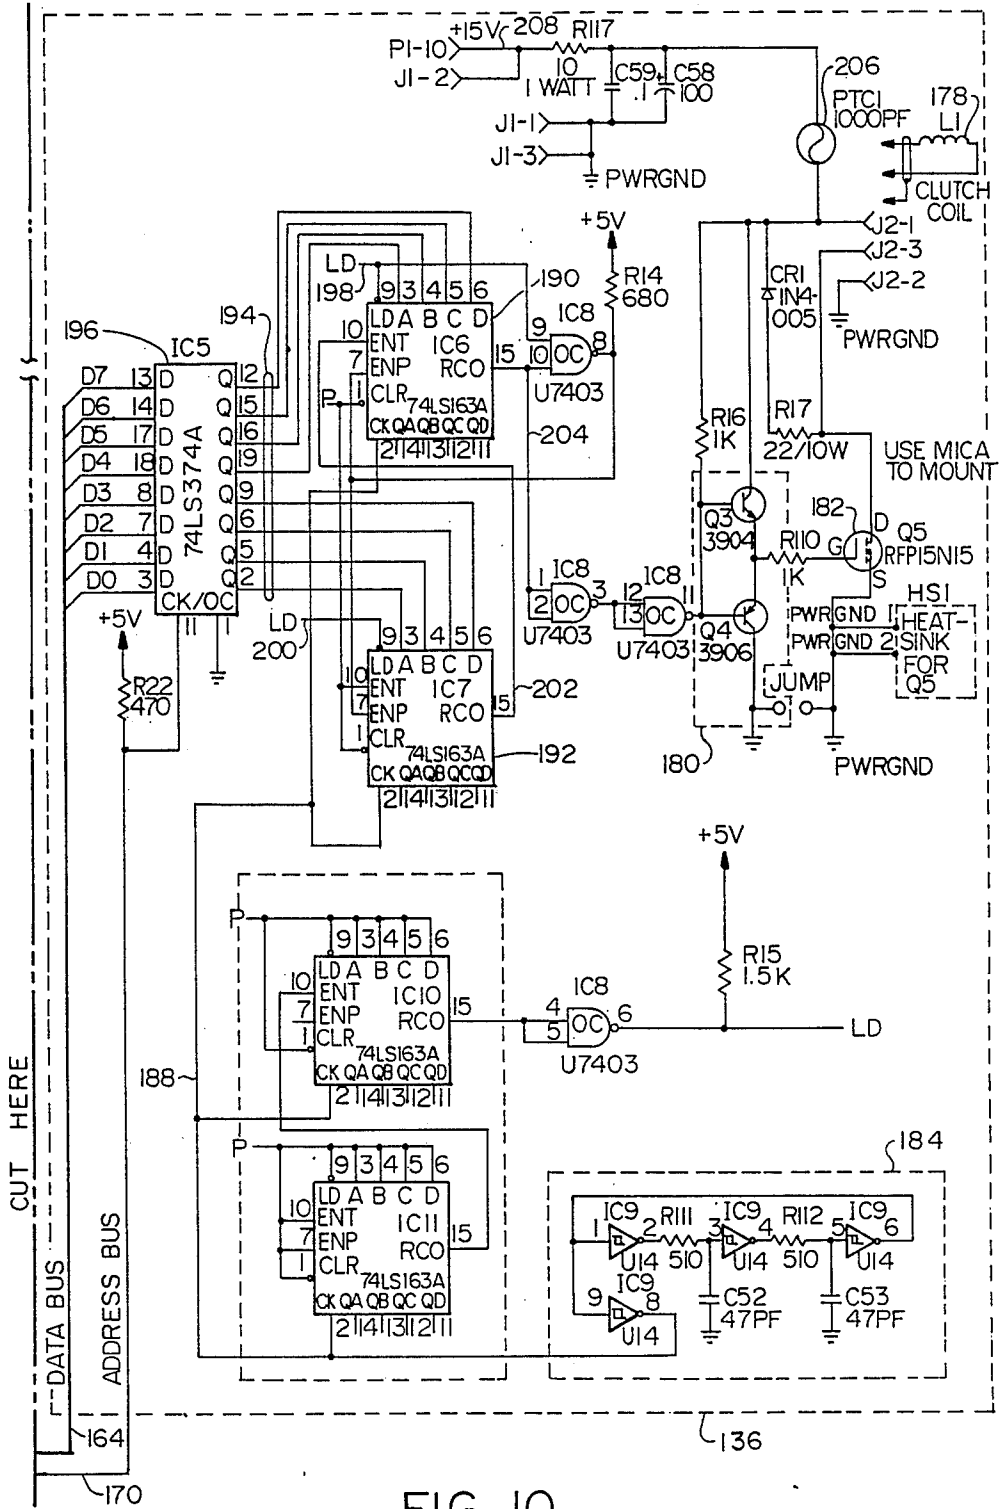 +15V 208 R117
P1-10
J1-2
10
1 WATT
C59
.1
+
C58
100
206
PTC1
1000PF
178
L1
J1-1
J1-3
PWRGND
CLUTCH
COIL
+5V
J2-1
J2-3
J2-2
PWRGND
LD
198
9 3 4 5 6
190
R14
680
CR1
1N4-
005
196
194
IC5
10
7
1
P
LD A B C D
ENT
IC6
ENP
RCO
CLR
74LS163A
CK QA QB QC QD
2 14 13 12 11
15
IC8
9
10
OC
8
U7403
204
D7 13 D Q 12
D6 14 D Q 15
D5 17 D Q 16
D4 18 D Q 19
D3 8 D Q 9
D2 7 D Q 6
D1 4 D Q 5
D0 3 D Q 2
74LS374A
CK/OC
11 1
R16
1K
R17
22/10W
USE MICA
TO MOUNT
Q3
3904
182
D
G
S
Q5
RFP15N15
R110
1K
1
2
IC8
OC
3
U7403
12
13
IC8
OC
11
U7403
Q4
3906
HS1
PWRGND 1
PWRGND 2
HEAT-
SINK
FOR
Q5
JUMP
180
PWRGND
+5V
R22
470
LD
200
9 3 4 5 6
10
7
1
LD A B C D
ENT
IC7
ENP
RCO
CLR
74LS163A
CK QA QB QC QD
2 14 13 12 11
15
202
192
+5V
R15
1.5K
P
9 3 4 5 6
10
7
1
LD A B C D
ENT
IC10
ENP
RCO
CLR
74LS163A
CK QA QB QC QD
2 14 13 12 11
15
IC8
4
5
OC
6
U7403
LD
188
P
9 3 4 5 6
10
7
1
LD A B C D
ENT
IC11
ENP
RCO
CLR
74LS163A
CK QA QB QC QD
2 14 13 12 11
15
184
IC9
1 2
U14
R111
510
IC9
3 4
U14
R112
510
IC9
5 6
U14
IC9
9 8
U14
C52
47PF
C53
47PF
CUT HERE
DATA BUS
ADDRESS BUS
164
136
170
FIG. 10